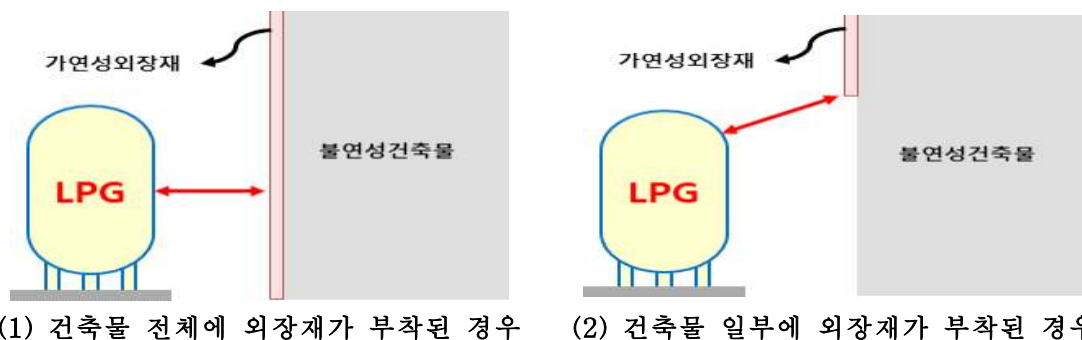 가연성외장재
LPG
불연성건축물
(1) 건축물 전체에 외장재가 부착된 경우
가연성외장재
LPG
불연성건축물
(2) 건축물 일부에 외장재가 부착된 경우